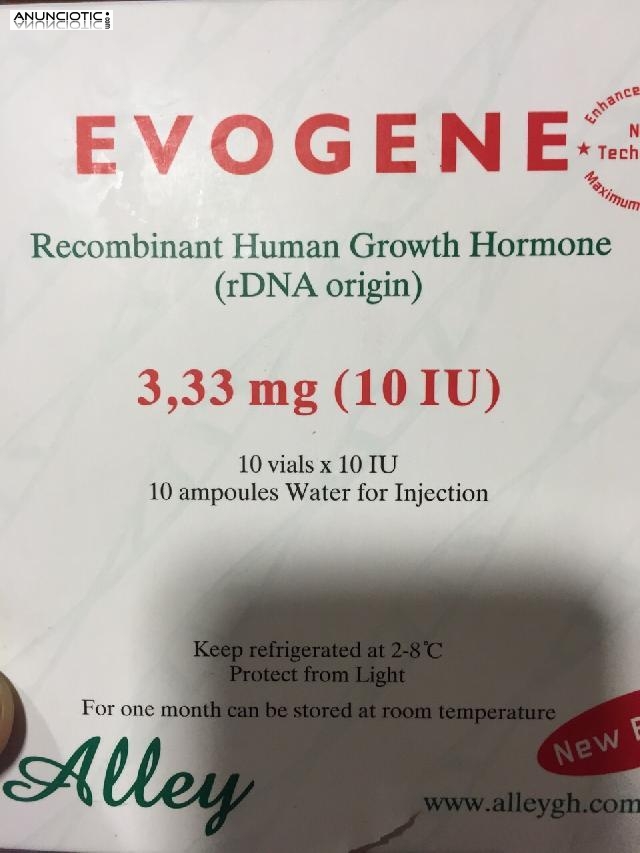 ANUNCIOTIC.com
EVOGENE
Enhance
N
★ Tech
Maximum
Recombinant Human Growth Hormone
(rDNA origin)
3,33 mg (10 IU)
10 vials x 10 IU
10 ampoules Water for Injection
Keep refrigerated at 2-8℃
Protect from Light
For one month can be stored at room temperature
New
Alley
www.alleygh.com